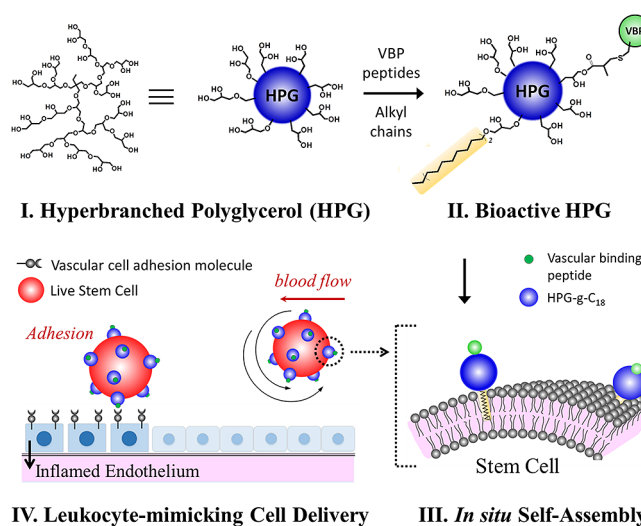 HPG
VBP
peptides
Alkyl
chains
HPG
VBP
I. Hyperbranched Polyglycerol (HPG)
II. Bioactive HPG
Vascular cell adhesion molecule
Live Stem Cell
blood flow
Vascular binding
peptide
HPG-g-C18
Adhesion
Inflamed Endothelium
Stem Cell
IV. Leukocyte-mimicking Cell Delivery
III. In situ Self-Assembly